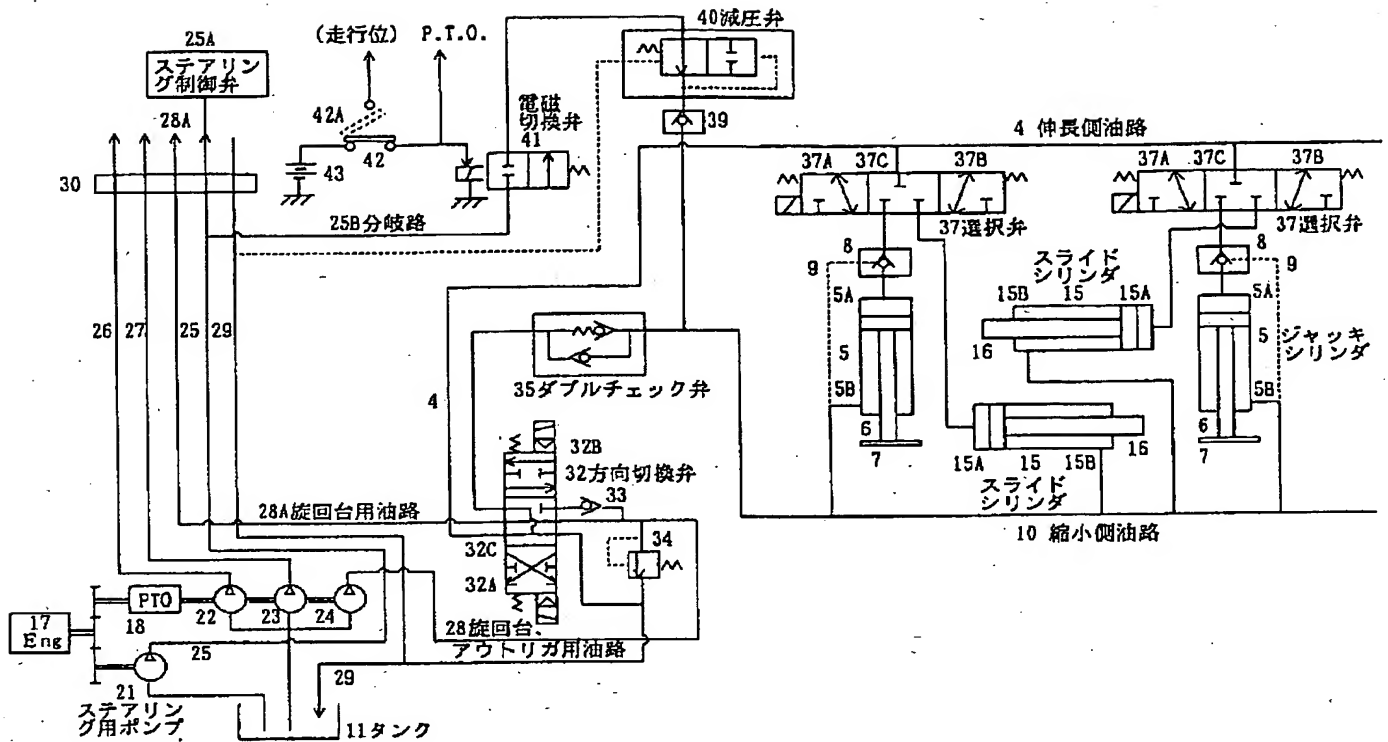 40減圧弁
(走行位) P.T.O.
25A
ステアリン
グ制御弁
28A
42A
電磁
切換弁
41
39
4 伸長側油路
43
42
30
37A 37C 37B
37A 37C 37B
25B分岐路
37選択弁
37選択弁
8
9
スライド
シリンダ
8
9
5A
15B 15 15A
5A
26
27
25
29
5
16
5
ジャッキ
シリンダ
35ダブルチェック弁
5B
5B
4
6
16
6
7
7
32B
15A 15 15B
32方向切換弁
スライド
シリンダ
33
28A旋回台用油路
10 縮小側油路
34
32C
32A
PTO
17
Eng
18
22
23
24
28旋回台、
アウトリガ用油路
25
29
21
ステアリン
グ用ポンプ
11タンク